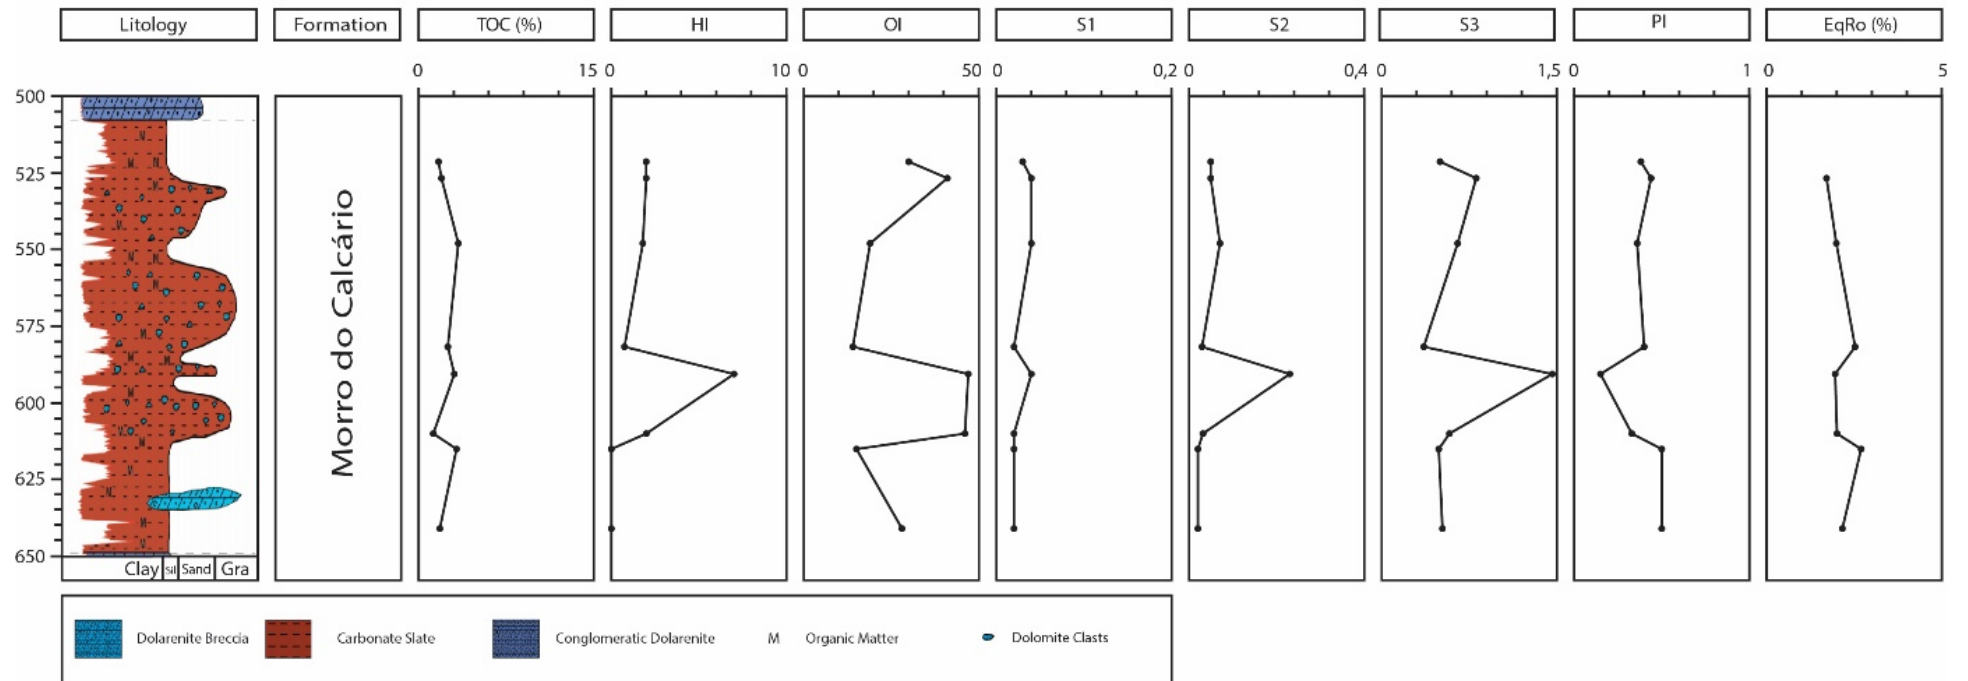 Litology Formation TOC (%) HI OI S1 S2 S3 PI EqRo (%)
0 15 0 10 0 50 0 0,2 0 0,4 0 1,5 0 1 0 5
500
525
550
575
600
625
650
Morro do Calcário
Clay Sil Sand Gra
Dolarenite Breccia Carbonate Slate Conglomeratic Dolarenite M Organic Matter Dolomite Clasts